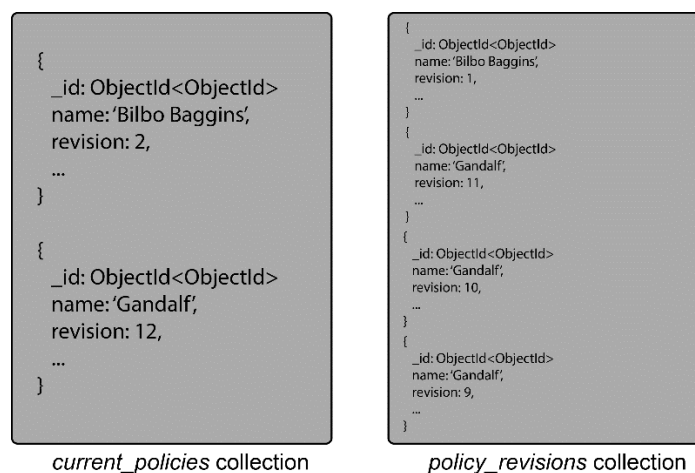 {
_id: ObjectId<ObjectId>
name: ‘Bilbo Baggins’,
revision: 2,
...
}
{
_id: ObjectId<ObjectId>
name: ‘Gandalf’,
revision: 12,
...
}
current_policies collection
{
_id: ObjectId<ObjectId>
name: ‘Bilbo Baggins’,
revision: 1,
...
}
{
_id: ObjectId<ObjectId>
name: ‘Gandalf’,
revision: 11,
...
}
{
_id: ObjectId<ObjectId>
name: ‘Gandalf’,
revision: 10,
...
}
{
_id: ObjectId<ObjectId>
name: ‘Gandalf’,
revision: 9,
...
}
policy_revisions collection